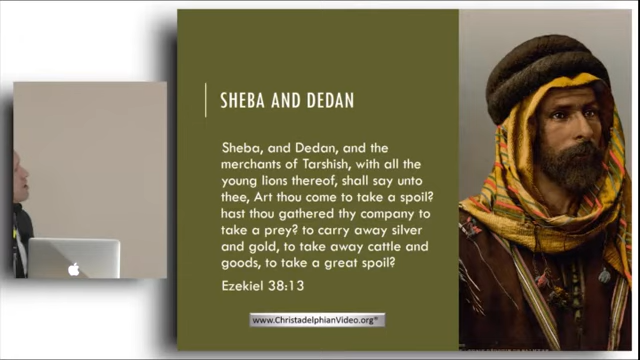 SHEBA AND DEDAN
Sheba, and Dedan, and the
merchants of Tarshish, with all the
young lions thereof, shall say unto
thee, Art thou come to take a spoil?
hast thou gathered thy company to
take a prey? to carry away silver
and gold, to take away cattle and
goods, to take a great spoil?
Ezekiel 38:13
www.ChristadelphianVideo.org®